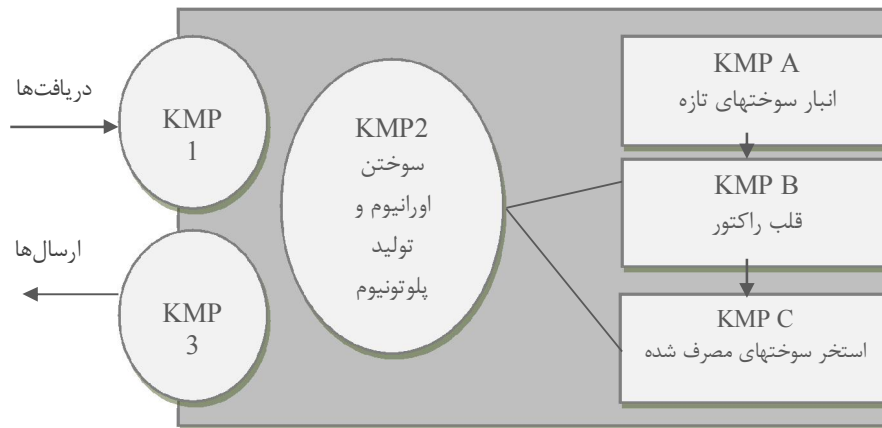 دریافت‌ها
KMP
1
ارسال‌ها
KMP
3
KMP2
سوختن
اورانیوم و
تولید
پلوتونیوم
KMP A
انبار سوختهای تازه
KMP B
قلب راکتور
KMP C
استخر سوختهای مصرف شده